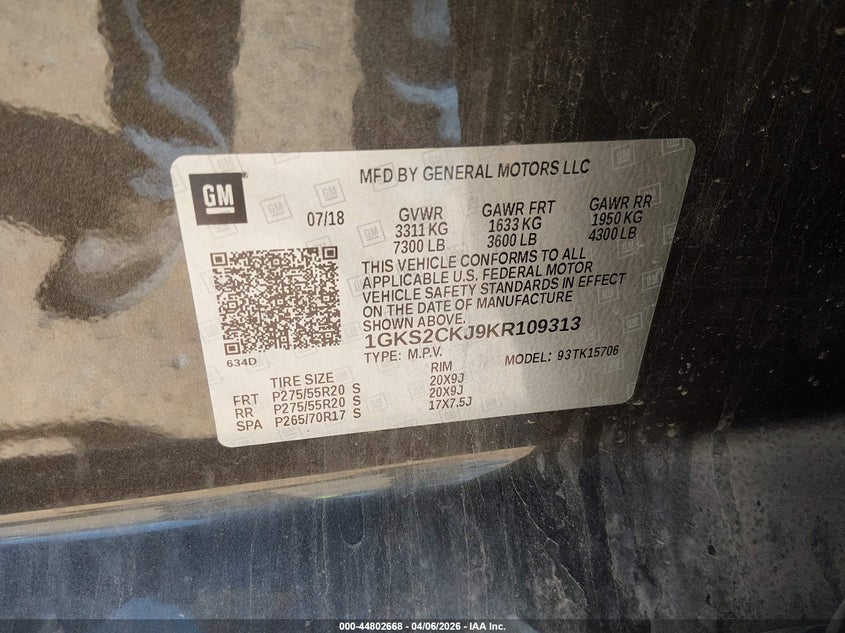 MFD BY GENERAL MOTORS LLC
GM
07/18 GVWR GAWR FRT GAWR RR
3311 KG 1633 KG 1950 KG
7300 LB 3600 LB 4300 LB
THIS VEHICLE CONFORMS TO ALL
APPLICABLE U.S. FEDERAL MOTOR
VEHICLE SAFETY STANDARDS IN EFFECT
ON THE DATE OF MANUFACTURE
SHOWN ABOVE.
1GKS2CKJ9KR109313
634D TYPE: M.P.V. MODEL: 93TK15706
TIRE SIZE RIM
FRT P275/55R20 S 20X9J
RR P275/55R20 S 20X9J
SPA P265/70R17 S 17X7.5J
000-44802668 - 04/06/2026 - IAA Inc.